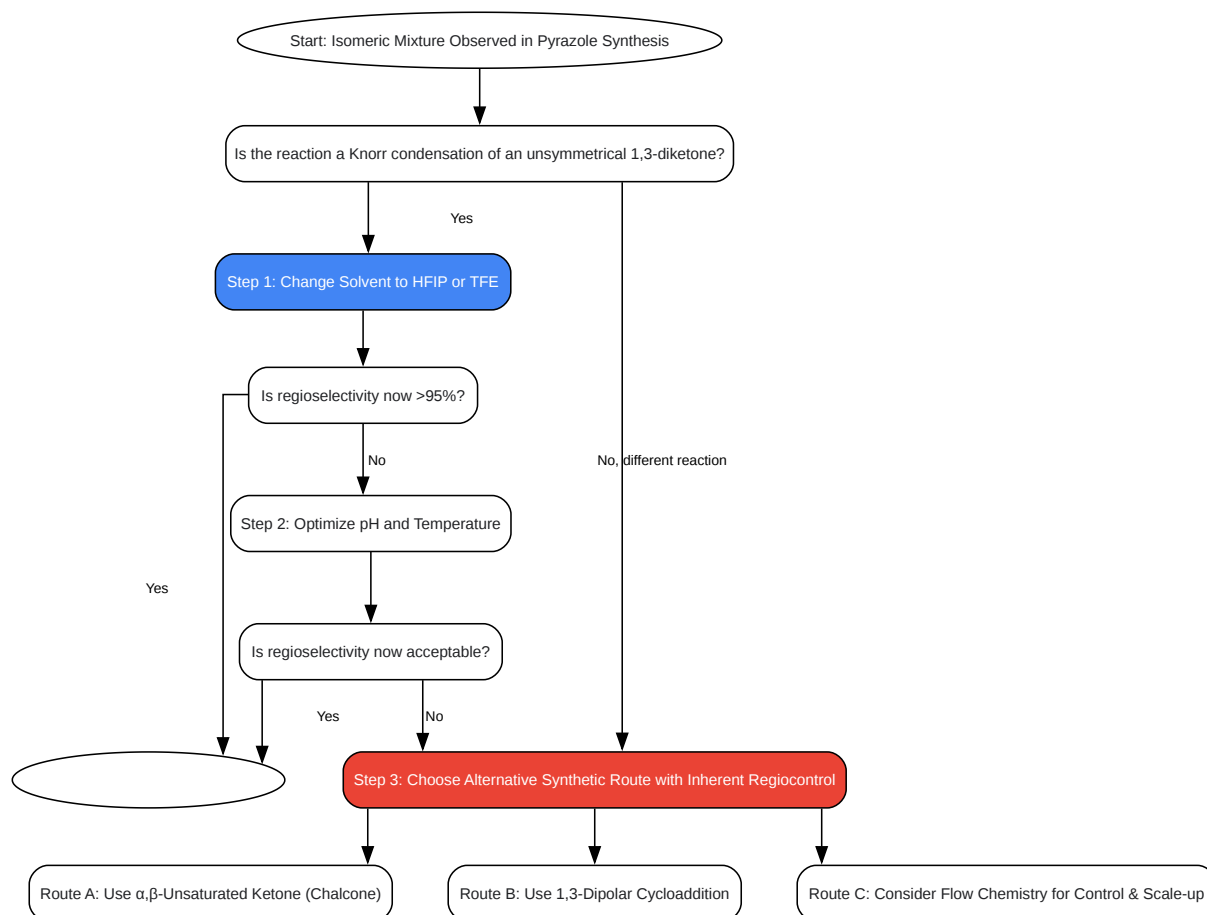 Start: Isomeric Mixture Observed in Pyrazole Synthesis
Is the reaction a Knorr condensation of an unsymmetrical 1,3-diketone?
Yes
Step 1: Change Solvent to HFIP or TFE
Is regioselectivity now >95%?
No
No, different reaction
Step 2: Optimize pH and Temperature
Yes
Is regioselectivity now acceptable?
Yes
No
Step 3: Choose Alternative Synthetic Route with Inherent Regiocontrol
Route A: Use α,β-Unsaturated Ketone (Chalcone)
Route B: Use 1,3-Dipolar Cycloaddition
Route C: Consider Flow Chemistry for Control & Scale-up